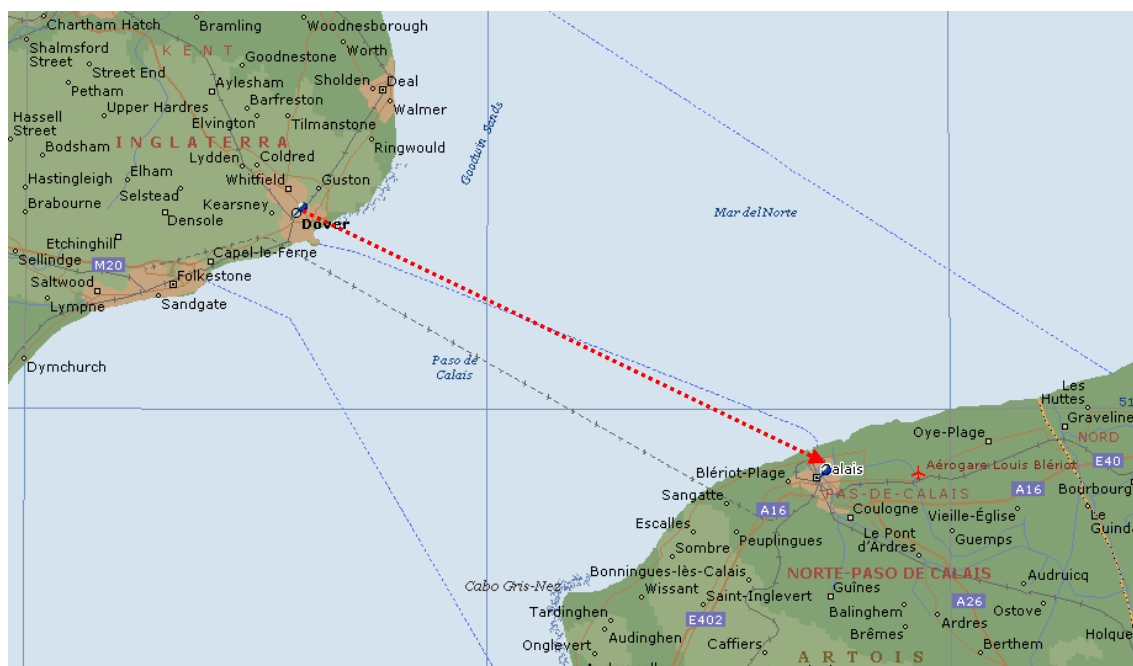 Chartham Hatch
Bramling
Woodnesborough
Shalmsford
Street
KENT
Worth
Goodnestone
Street End
Sholden
Deal
Petham
Aylesham
Upper Hardres
Barfreston
Walmer
Hassell
Street
Elvington
Tilmanstone
Goodwin Sands
INGLATERRA
Ringwould
Bodsham
Lydden
Coldred
Elham
Hastingleigh
Whitfield
Guston
Selstead
Brabourne
Kearsney
Densole
Dover
Mar del Norte
Etchinghill
Sellindge
Capel-le-Ferne
M20
Saltwood
Folkestone
Lympne
Sandgate
Dymchurch
Paso de
Calais
Les
Huttes
51
Graveline
Oye-Plage
NORD
Blériot-Plage
alais
Aérogare Louis Blériot
E40
Sangatte
PAS-DE-CALAIS
A16
Bourbourg
A16
Escalles
Coulogne
Vieille-Église
Le
Guinda
Peuplingues
Le Pont
d'Ardres
Guemps
Sombre
Bonningues-lès-Calais
NORTE-PASO DE CALAIS
Audruicq
Cabo Gris-Nez
Wissant
Saint-Inglevert
Guînes
Tardinghen
Balinghem
A26
Ostove
E402
Ardres
Audinghen
Brêmes
Holque
Onglevert
Caffiers
Berthem
ARTOIS